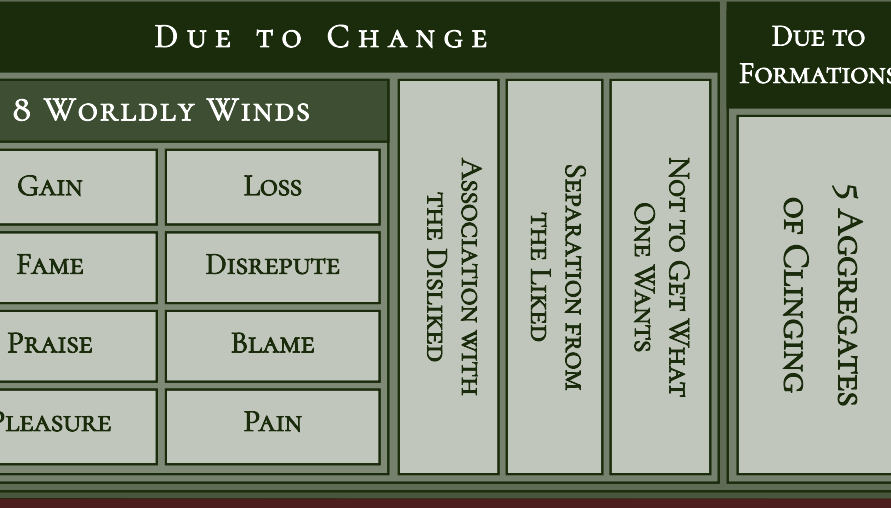 Due to Change
8 Worldly Winds
Gain
Loss
Fame
Disrepute
Praise
Blame
Pleasure
Pain
Association with
the Disliked
Separation from
the Liked
Not to Get What
One Wants
Due to
Formations
5 Aggregates
of Clinging